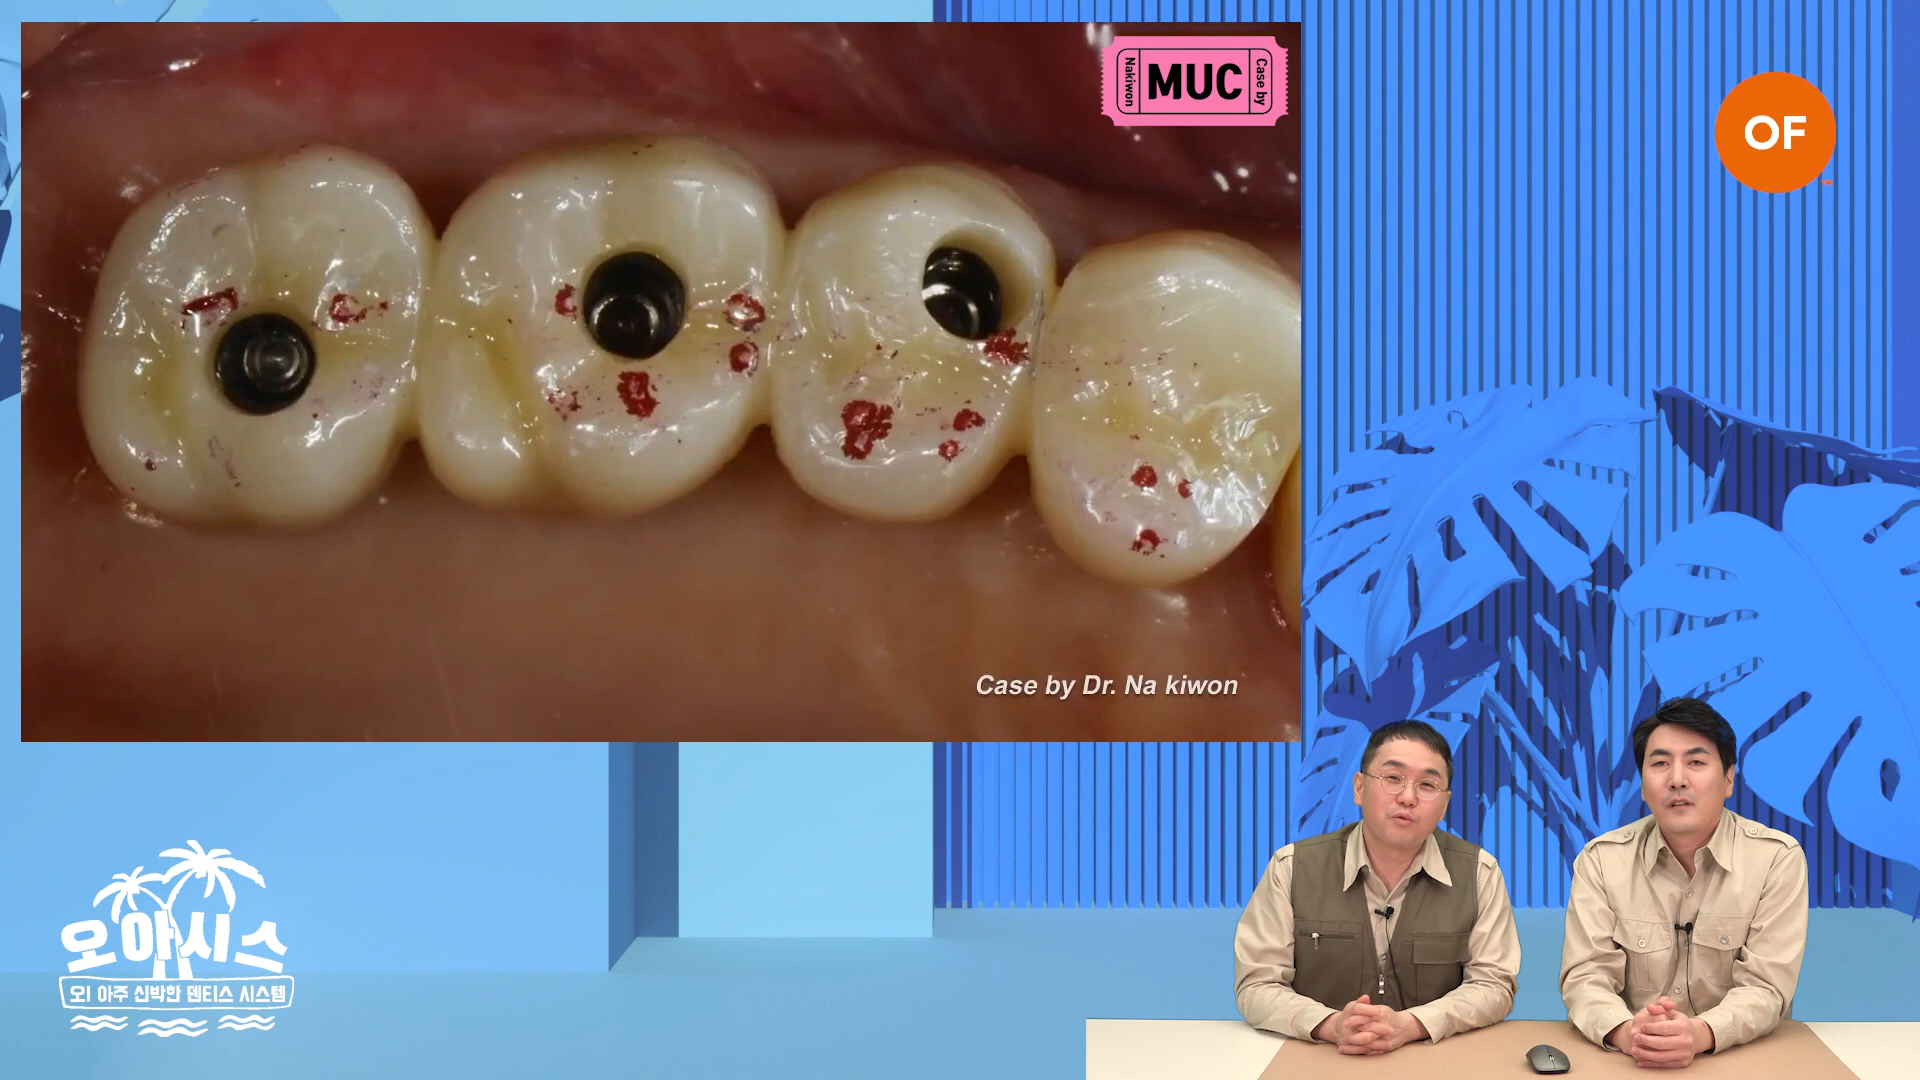 Nakiwon
MUC
Case by
OF
Case by Dr. Na kiwon
오아시스
오! 아주 신박한 덴티스 시스템